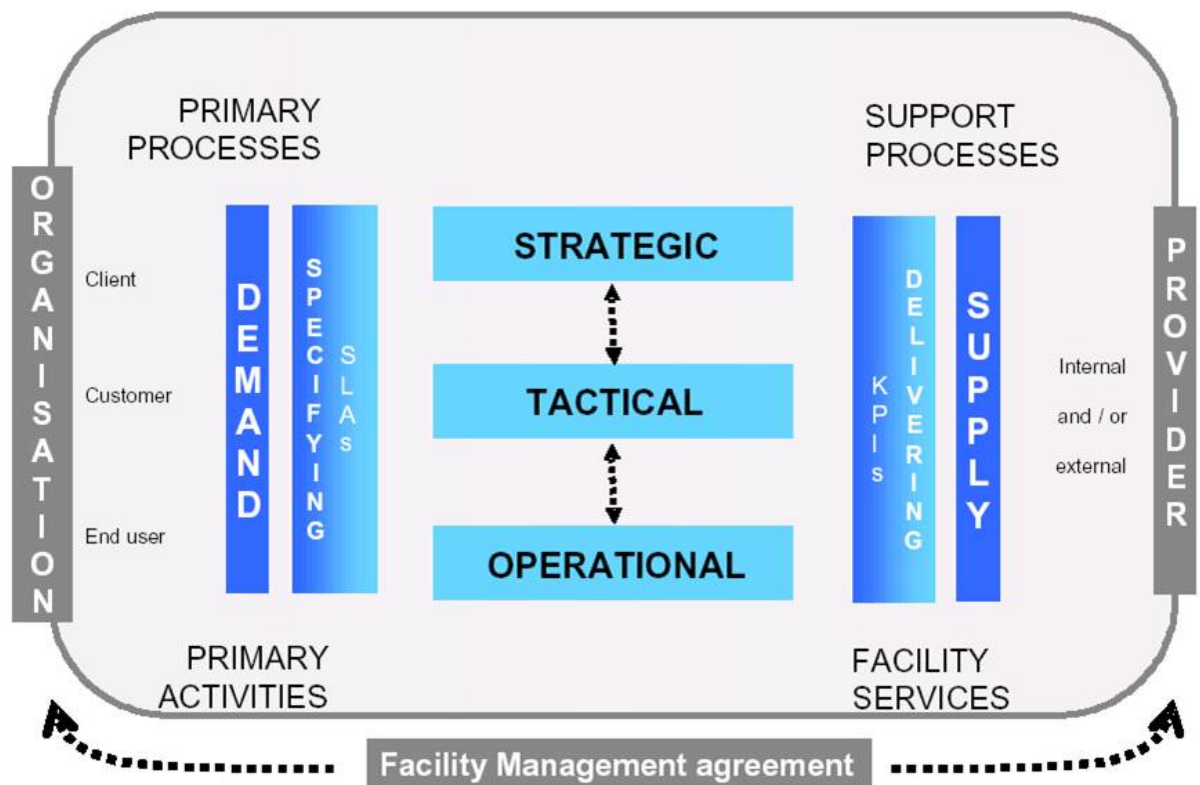 PRIMARY
PROCESSES
SUPPORT
PROCESSES
ORGANISATION
Client
Customer
End user
DEMAND
SPECIFYING
SLAs
STRATEGIC
TACTICAL
OPERATIONAL
KPIs
DELIVERING
SUPPLY
Internal
and / or
external
PROVIDER
PRIMARY
ACTIVITIES
FACILITY
SERVICES
Facility Management agreement